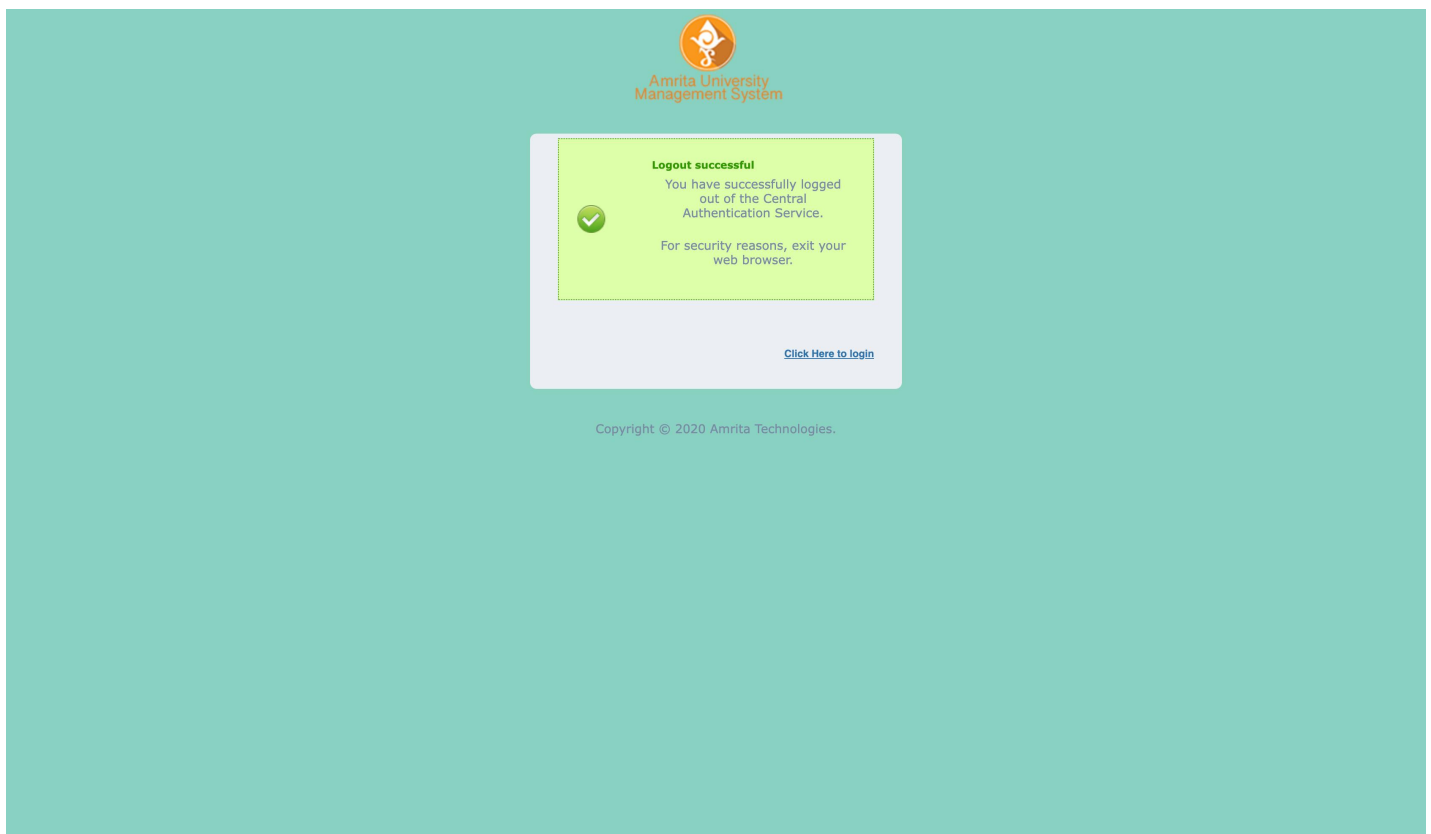 Amrita University
Management System
Logout successful
You have successfully logged
out of the Central
Authentication Service.
For security reasons, exit your
web browser.
Click Here to login
Copyright © 2020 Amrita Technologies.